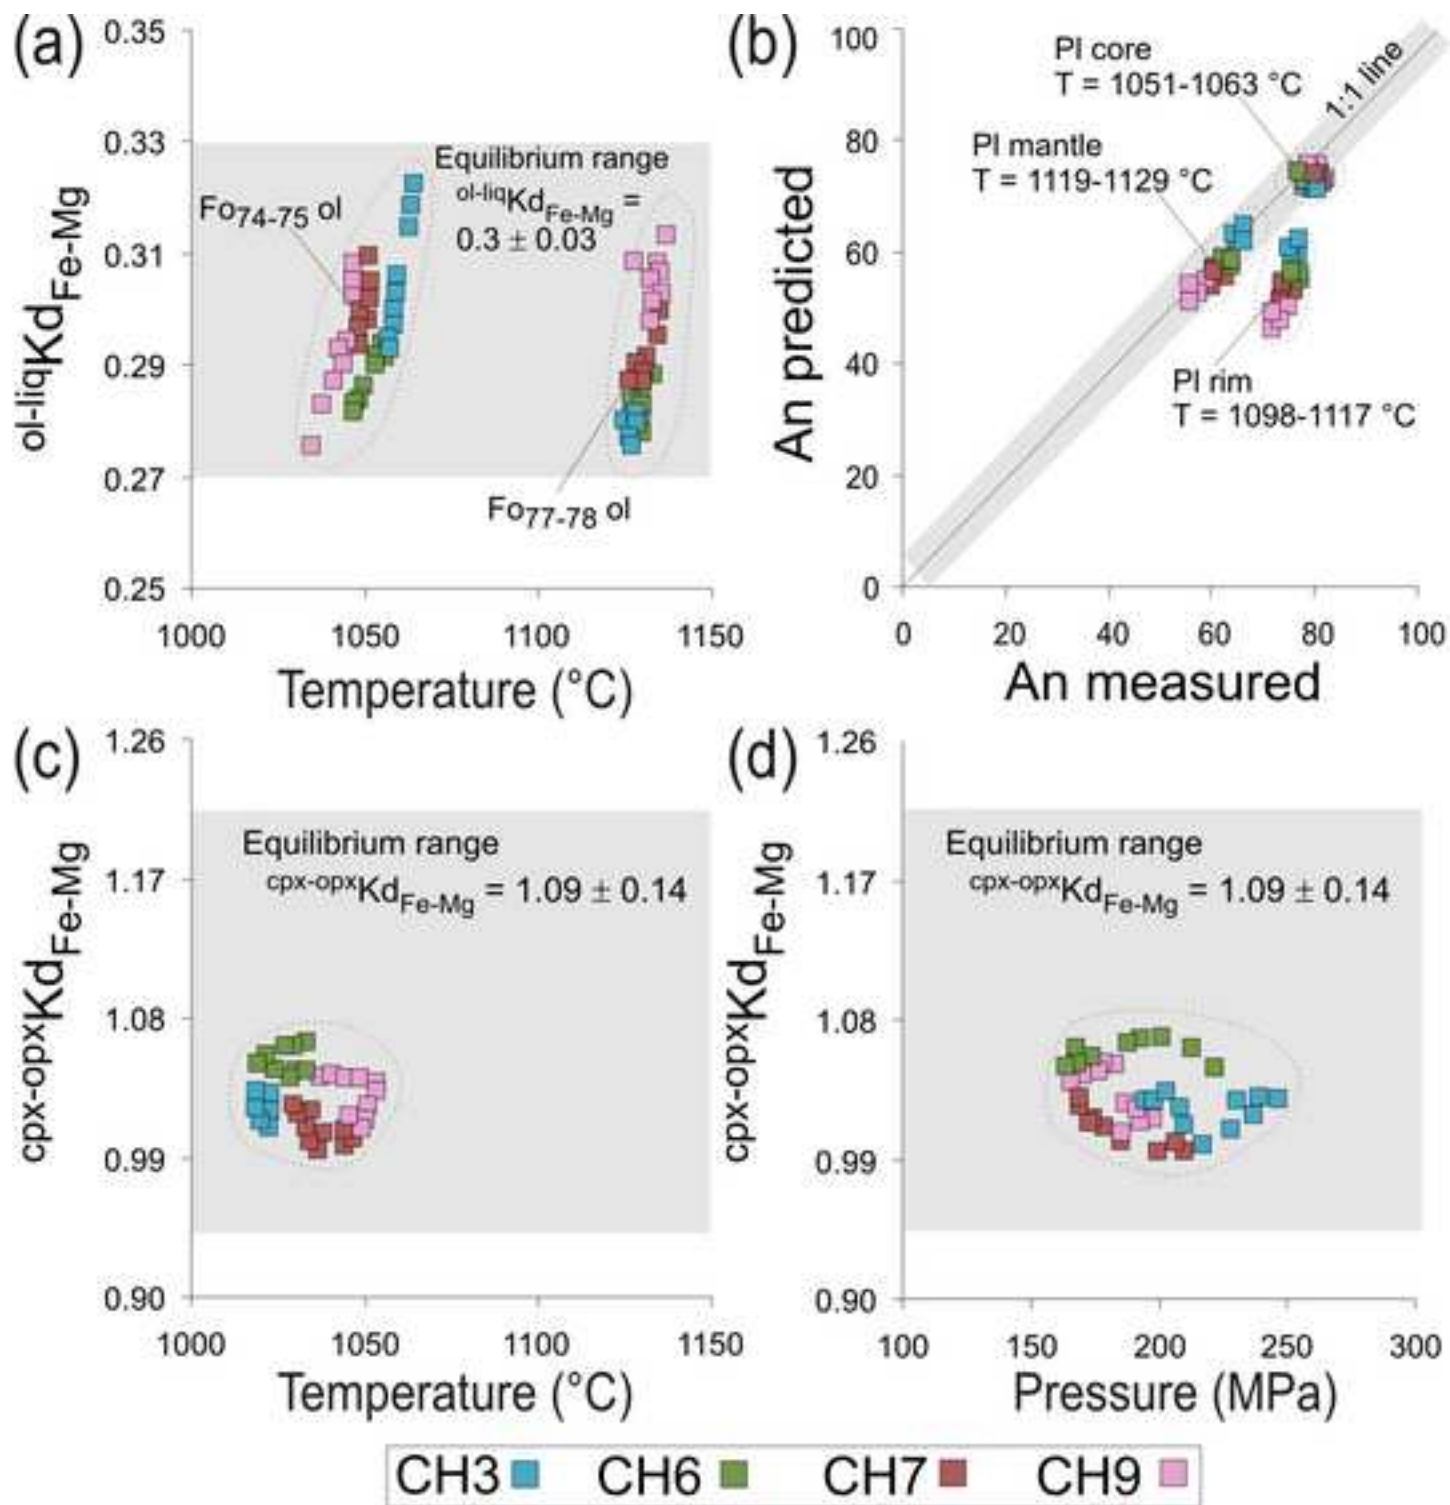 (a)
0.35
0.33
0.31
0.29
0.27
0.25
ol-liqKdFe-Mg
Equilibrium range
ol-liqKdFe-Mg =
0.3 ± 0.03
Fo74-75 ol
Fo77-78 ol
1000 1050 1100 1150
Temperature (°C)
(b)
100
80
60
40
20
0
An predicted
Pl core
T = 1051-1063 °C
1:1 line
Pl mantle
T = 1119-1129 °C
Pl rim
T = 1098-1117 °C
0 20 40 60 80 100
An measured
(c)
1.26
1.17
1.08
0.99
0.90
cpx-opxKdFe-Mg
Equilibrium range
cpx-opxKdFe-Mg = 1.09 ± 0.14
1000 1050 1100 1150
Temperature (°C)
(d)
1.26
1.17
1.08
0.99
0.90
cpx-opxKdFe-Mg
Equilibrium range
cpx-opxKdFe-Mg = 1.09 ± 0.14
100 150 200 250 300
Pressure (MPa)
CH3 CH6 CH7 CH9